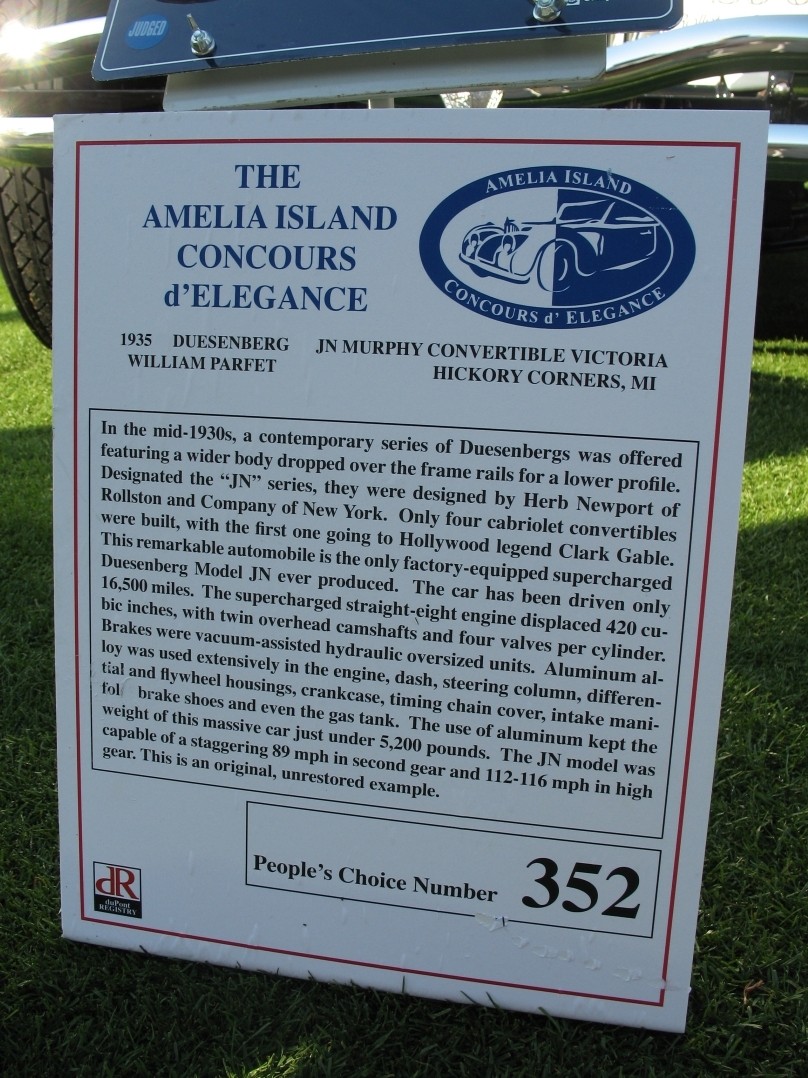 JUDGED
THE
AMELIA ISLAND
CONCOURS
d'ELEGANCE
AMELIA ISLAND
CONCOURS d' ELEGANCE
1935 DUESENBERG JN MURPHY CONVERTIBLE VICTORIA
WILLIAM PARFET HICKORY CORNERS, MI
In the mid-1930s, a contemporary series of Duesenbergs was offered
featuring a wider body dropped over the frame rails for a lower profile.
Designated the “JN” series, they were designed by Herb Newport of
Rollston and Company of New York. Only four cabriolet convertibles
were built, with the first one going to Hollywood legend Clark Gable.
This remarkable automobile is the only factory-equipped supercharged
Duesenberg Model JN ever produced. The car has been driven only
16,500 miles. The supercharged straight-eight engine displaced 420 cu-
bic inches, with twin overhead camshafts and four valves per cylinder.
Brakes were vacuum-assisted hydraulic oversized units. Aluminum al-
loy was used extensively in the engine, dash, steering column, differen-
tial and flywheel housings, crankcase, timing chain cover, intake mani-
fol brake shoes and even the gas tank. The use of aluminum kept the
weight of this massive car just under 5,200 pounds. The JN model was
capable of a staggering 89 mph in second gear and 112-116 mph in high
gear. This is an original, unrestored example.
People's Choice Number 352
dR
duPont
REGISTRY